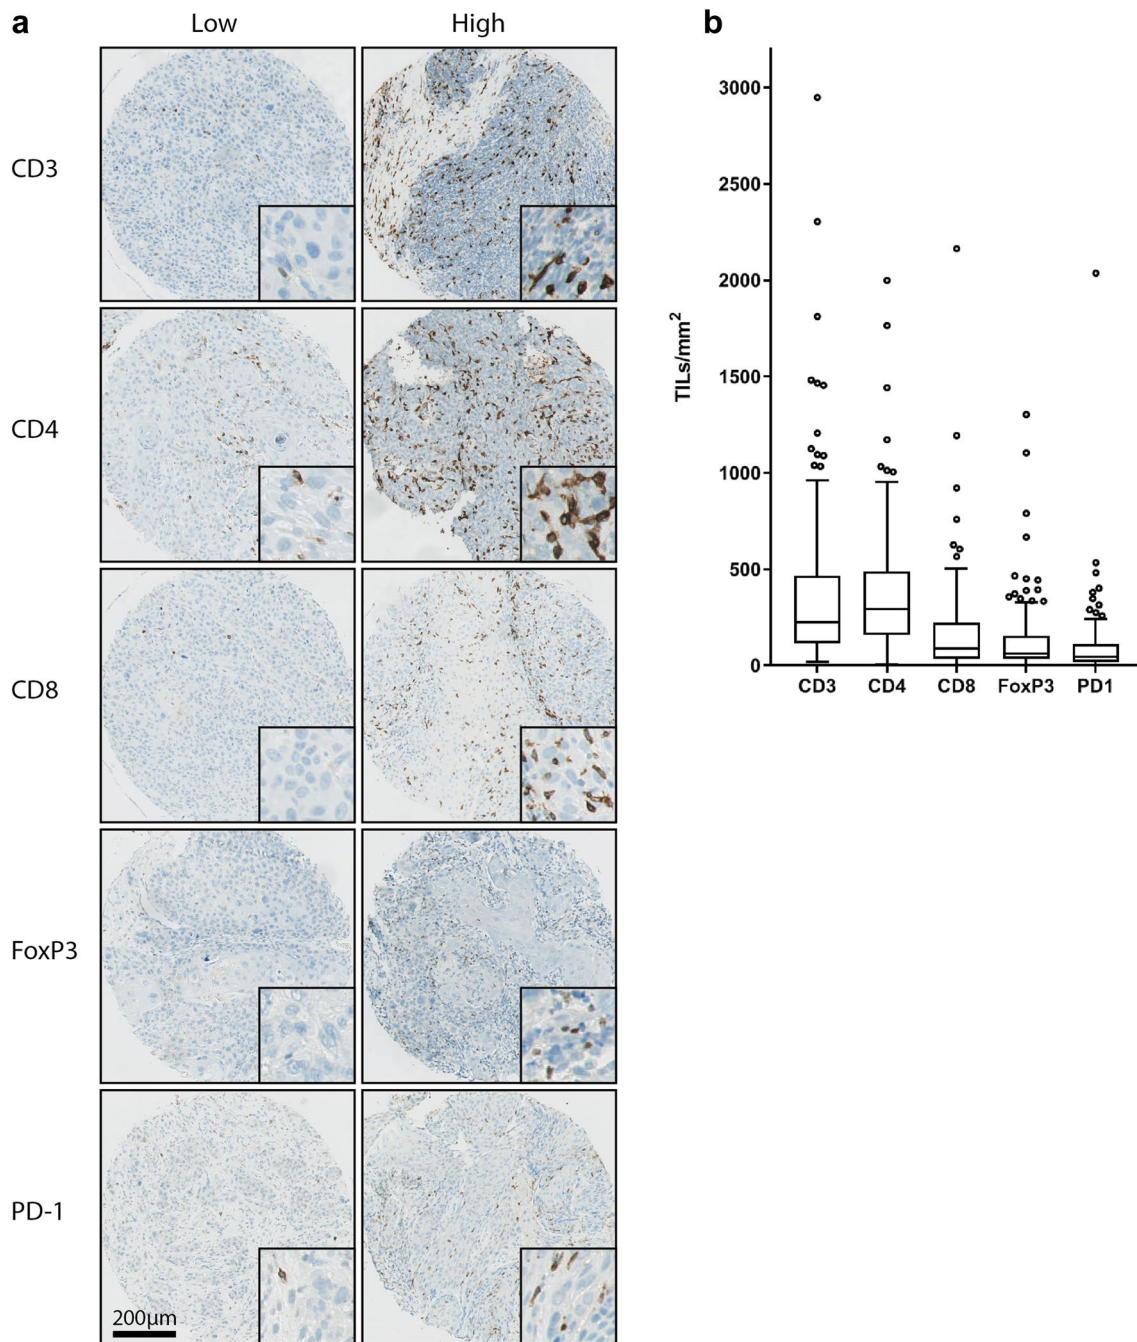 a
Low
High
CD3
CD4
CD8
FoxP3
PD-1
200μm
b
3000
2500
2000
1500
1000
500
0
TILs/mm²
CD3 CD4 CD8 FoxP3 PD1